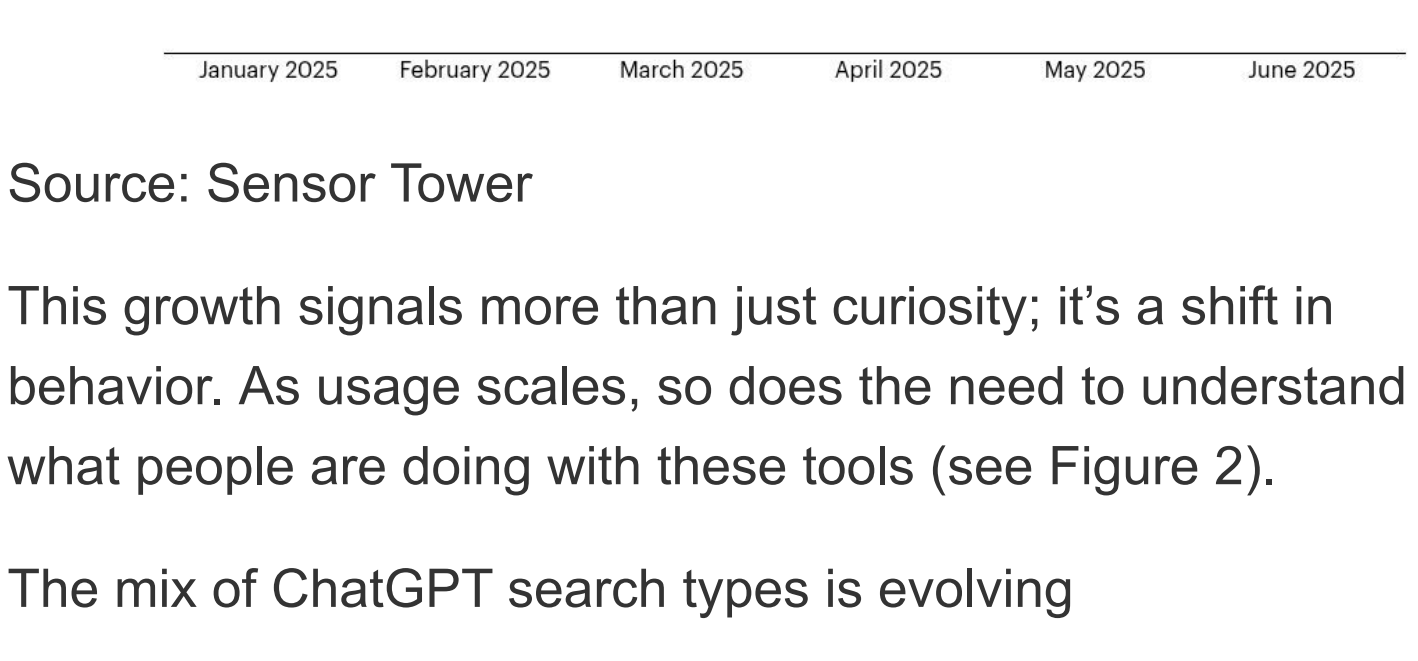 January 2025 February 2025 March 2025 April 2025 May 2025 June 2025
Source: Sensor Tower
This growth signals more than just curiosity; it’s a shift in
behavior. As usage scales, so does the need to understand
what people are doing with these tools (see Figure 2).
The mix of ChatGPT search types is evolving